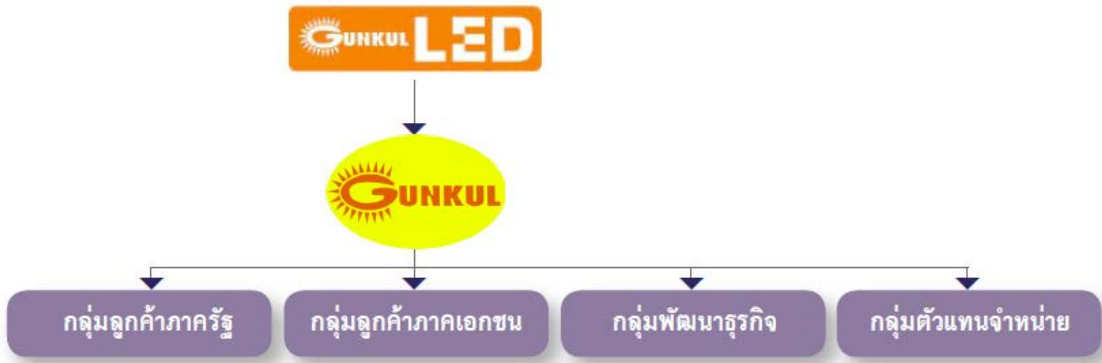 GUNKUL LED
GUNKUL
กลุ่มลูกค้าภาครัฐ
กลุ่มลูกค้าภาคเอกชน
กลุ่มพัฒนาธุรกิจ
กลุ่มตัวแทนจำหน่าย